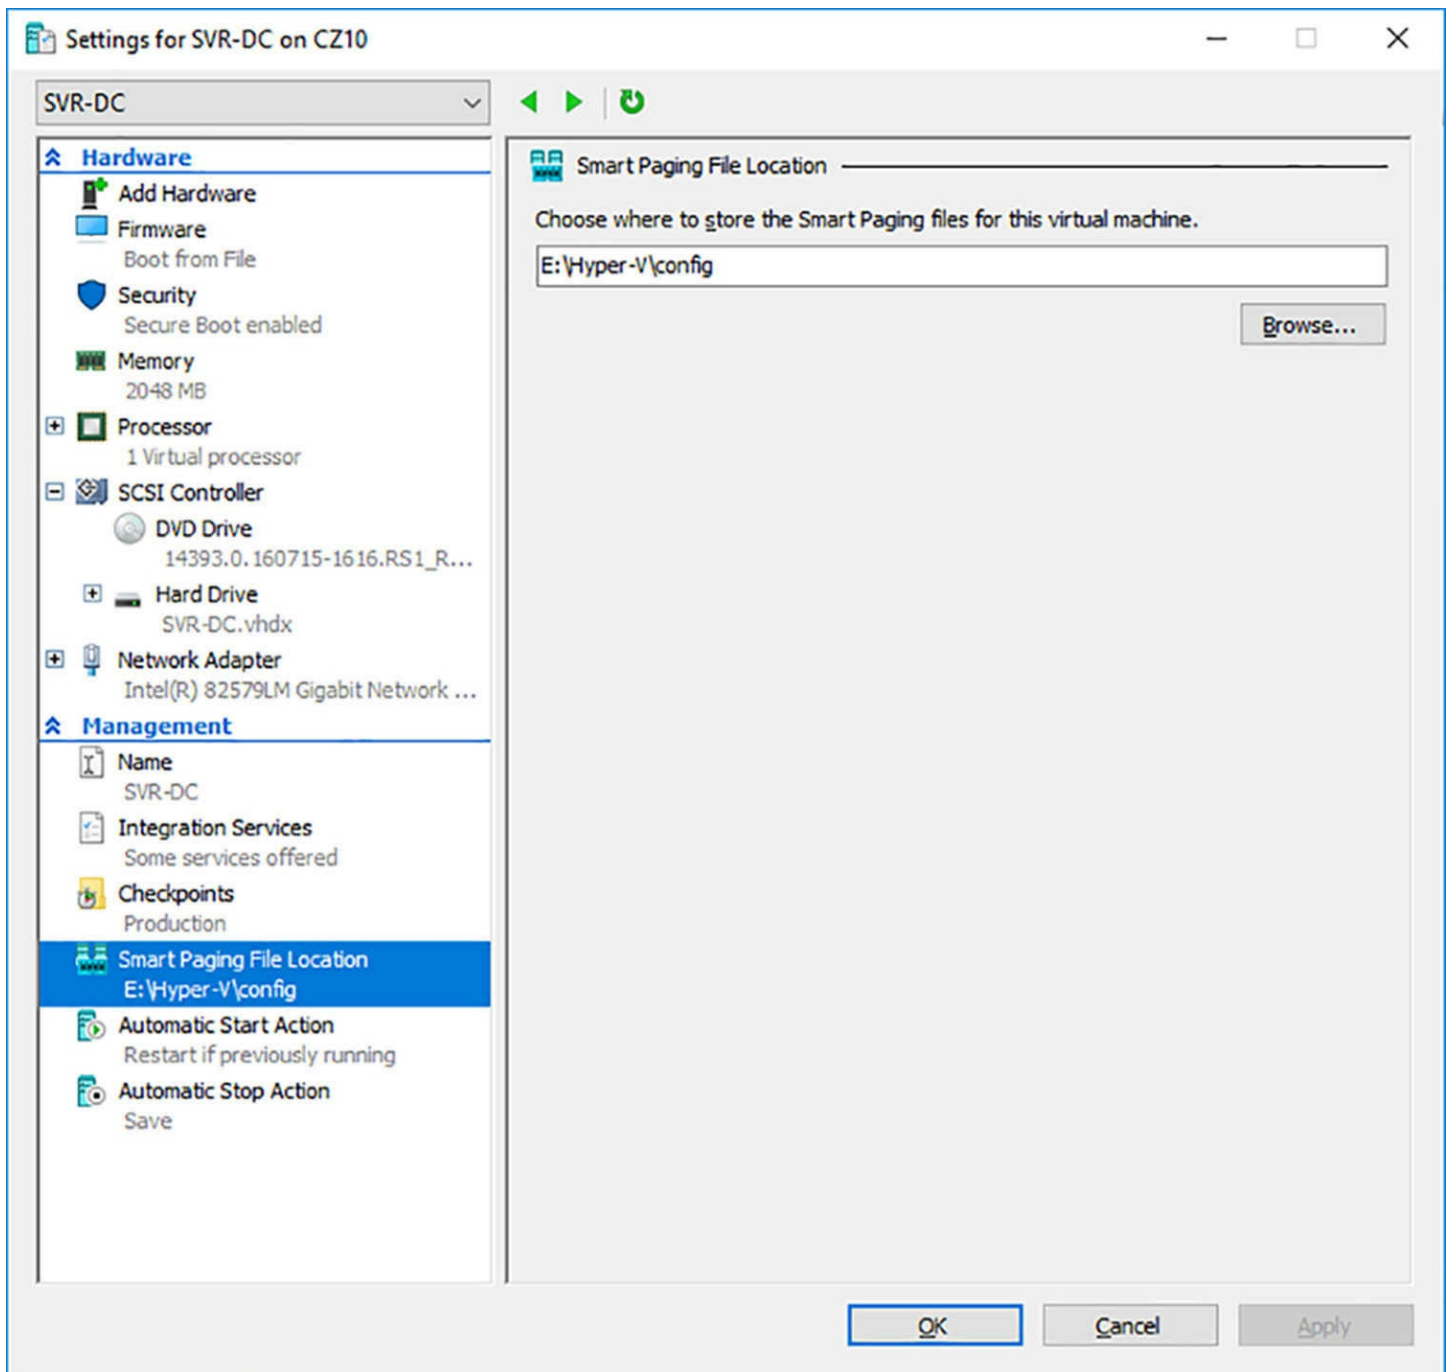 Settings for SVR-DC on CZ10
SVR-DC
Hardware
Add Hardware
Firmware
Boot from File
Security
Secure Boot enabled
Memory
2048 MB
Processor
1 Virtual processor
SCSI Controller
DVD Drive
14393.0.160715-1616.RS1_R...
Hard Drive
SVR-DC.vhdx
Network Adapter
Intel(R) 82579LM Gigabit Network ...
Management
Name
SVR-DC
Integration Services
Some services offered
Checkpoints
Production
Smart Paging File Location
E:\Hyper-V\config
Automatic Start Action
Restart if previously running
Automatic Stop Action
Save
Smart Paging File Location
Choose where to store the Smart Paging files for this virtual machine.
E:\Hyper-V\config
Browse...
OK
Cancel
Apply